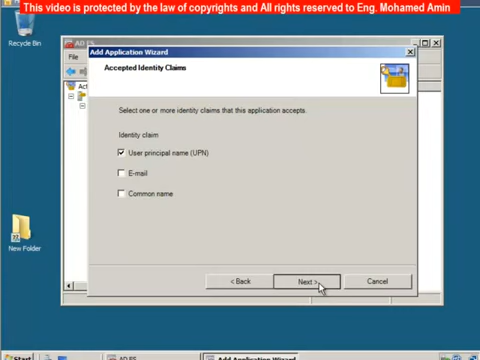 This video is protected by the law of copyrights and All rights reserved to Eng. Mohamed Amin
Recycle Bin
AD FS
Add Application Wizard
File
Accepted Identity Claims
Select one or more identity claims that this application accepts.
Identity claim
User principal name (UPN)
E-mail
Common name
New Folder
< Back
Next >
Cancel
Start
AD FS
Add Application Wizard